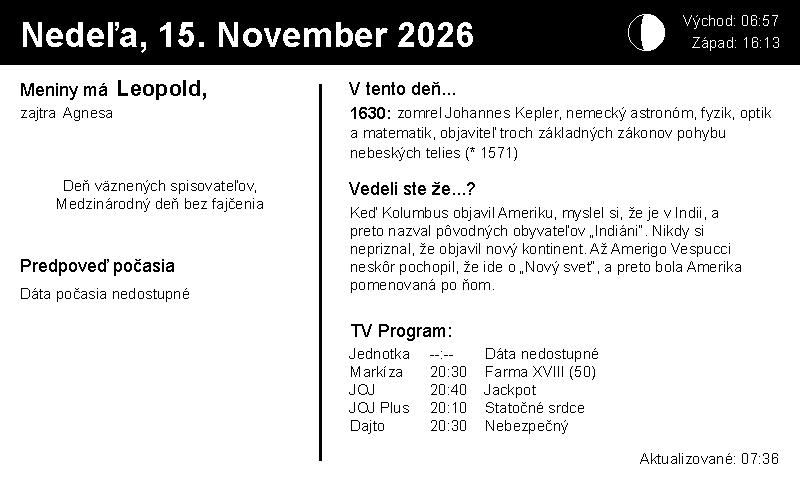 Nedeľa, 15. November 2026
Východ: 06:57
Západ: 16:13
Meniny má Leopold,
zajtra Agnesa
Deň väznených spisovateľov,
Medzinárodný deň bez fajčenia
Predpoveď počasia
Dáta počasia nedostupné
V tento deň...
1630: zomrel Johannes Kepler, nemecký astronóm, fyzik, optik
a matematik, objaviteľ troch základných zákonov pohybu
nebeských telies (* 1571)
Vedeli ste že...?
Keď Kolumbus objavil Ameriku, myslel si, že je v Indii, a
preto nazval pôvodných obyvateľov „Indiáni“. Nikdy si
nepriznal, že objavil nový kontinent. Až Amerigo Vespucci
neskôr pochopil, že ide o „Nový svet“, a preto bola Amerika
pomenovaná po ňom.
TV Program:
Jednotka --:-- Dáta nedostupné
Markíza 20:30 Farma XVIII (50)
JOJ 20:40 Jackpot
JOJ Plus 20:10 Statočné srdce
Dajto 20:30 Nebezpečný
Aktualizované: 07:36